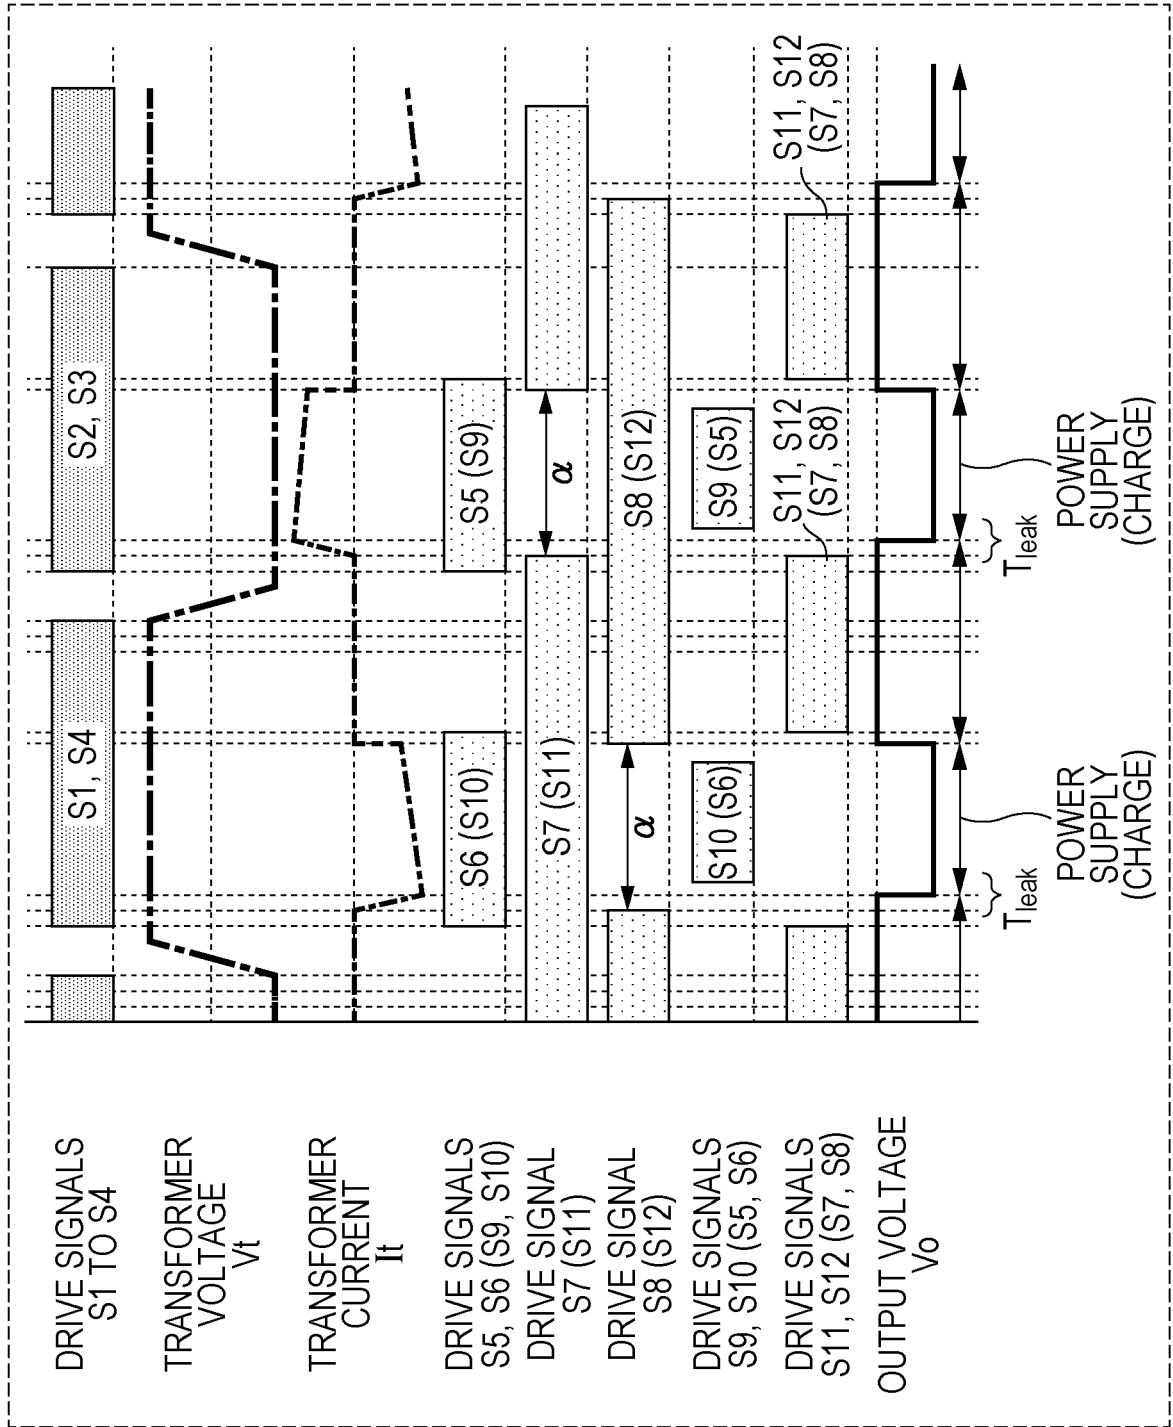 DRIVE SIGNALS
S1 TO S4
S1, S4
S2, S3
TRANSFORMER
VOLTAGE
Vt
TRANSFORMER
CURRENT
It
DRIVE SIGNALS
S5, S6 (S9, S10)
S6 (S10)
S5 (S9)
DRIVE SIGNAL
S7 (S11)
S7 (S11)
α
DRIVE SIGNAL
S8 (S12)
α
S8 (S12)
DRIVE SIGNALS
S9, S10 (S5, S6)
S10 (S6)
S9 (S5)
DRIVE SIGNALS
S11, S12 (S7, S8)
S11, S12
(S7, S8)
S11, S12
(S7, S8)
OUTPUT VOLTAGE
Vo
Tleak
Tleak
POWER
SUPPLY
(CHARGE)
POWER
SUPPLY
(CHARGE)